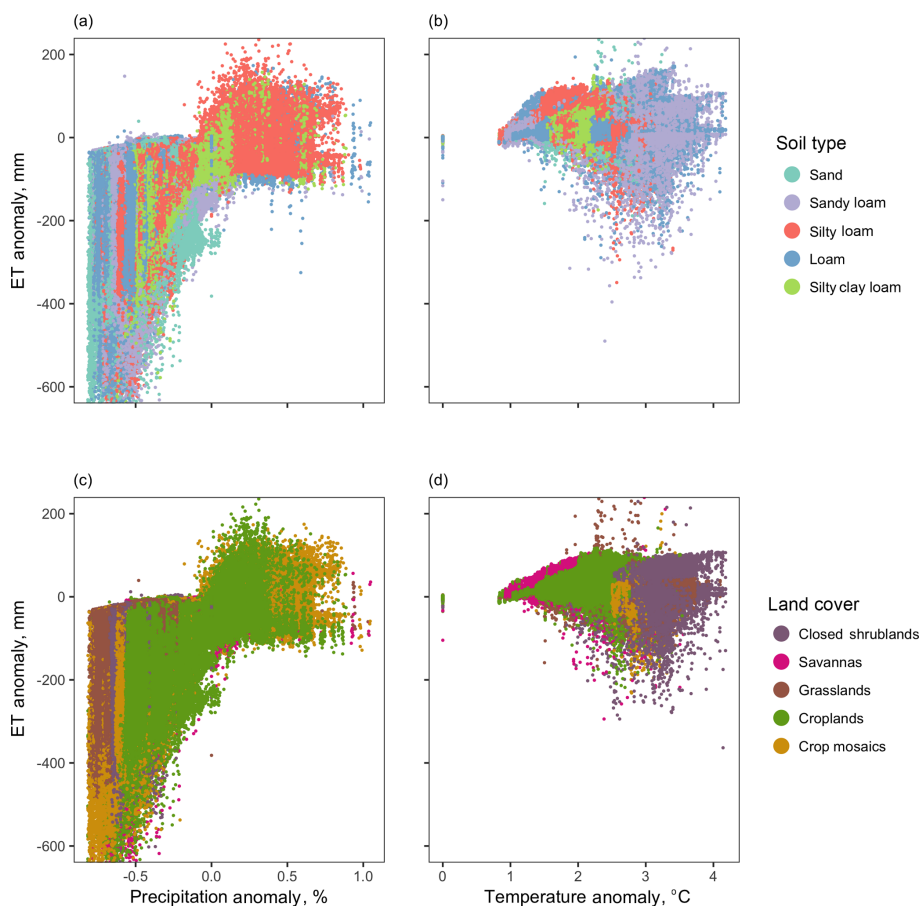 (a)
(b)
200
0
-200
-400
-600
ET anomaly, mm
Soil type
Sand
Sandy loam
Silty loam
Loam
Silty clay loam
(c)
(d)
200
0
-200
-400
-600
ET anomaly, mm
-0.5 0.0 0.5 1.0
Precipitation anomaly, %
0 1 2 3 4
Temperature anomaly, °C
Land cover
Closed shrublands
Savannas
Grasslands
Croplands
Crop mosaics